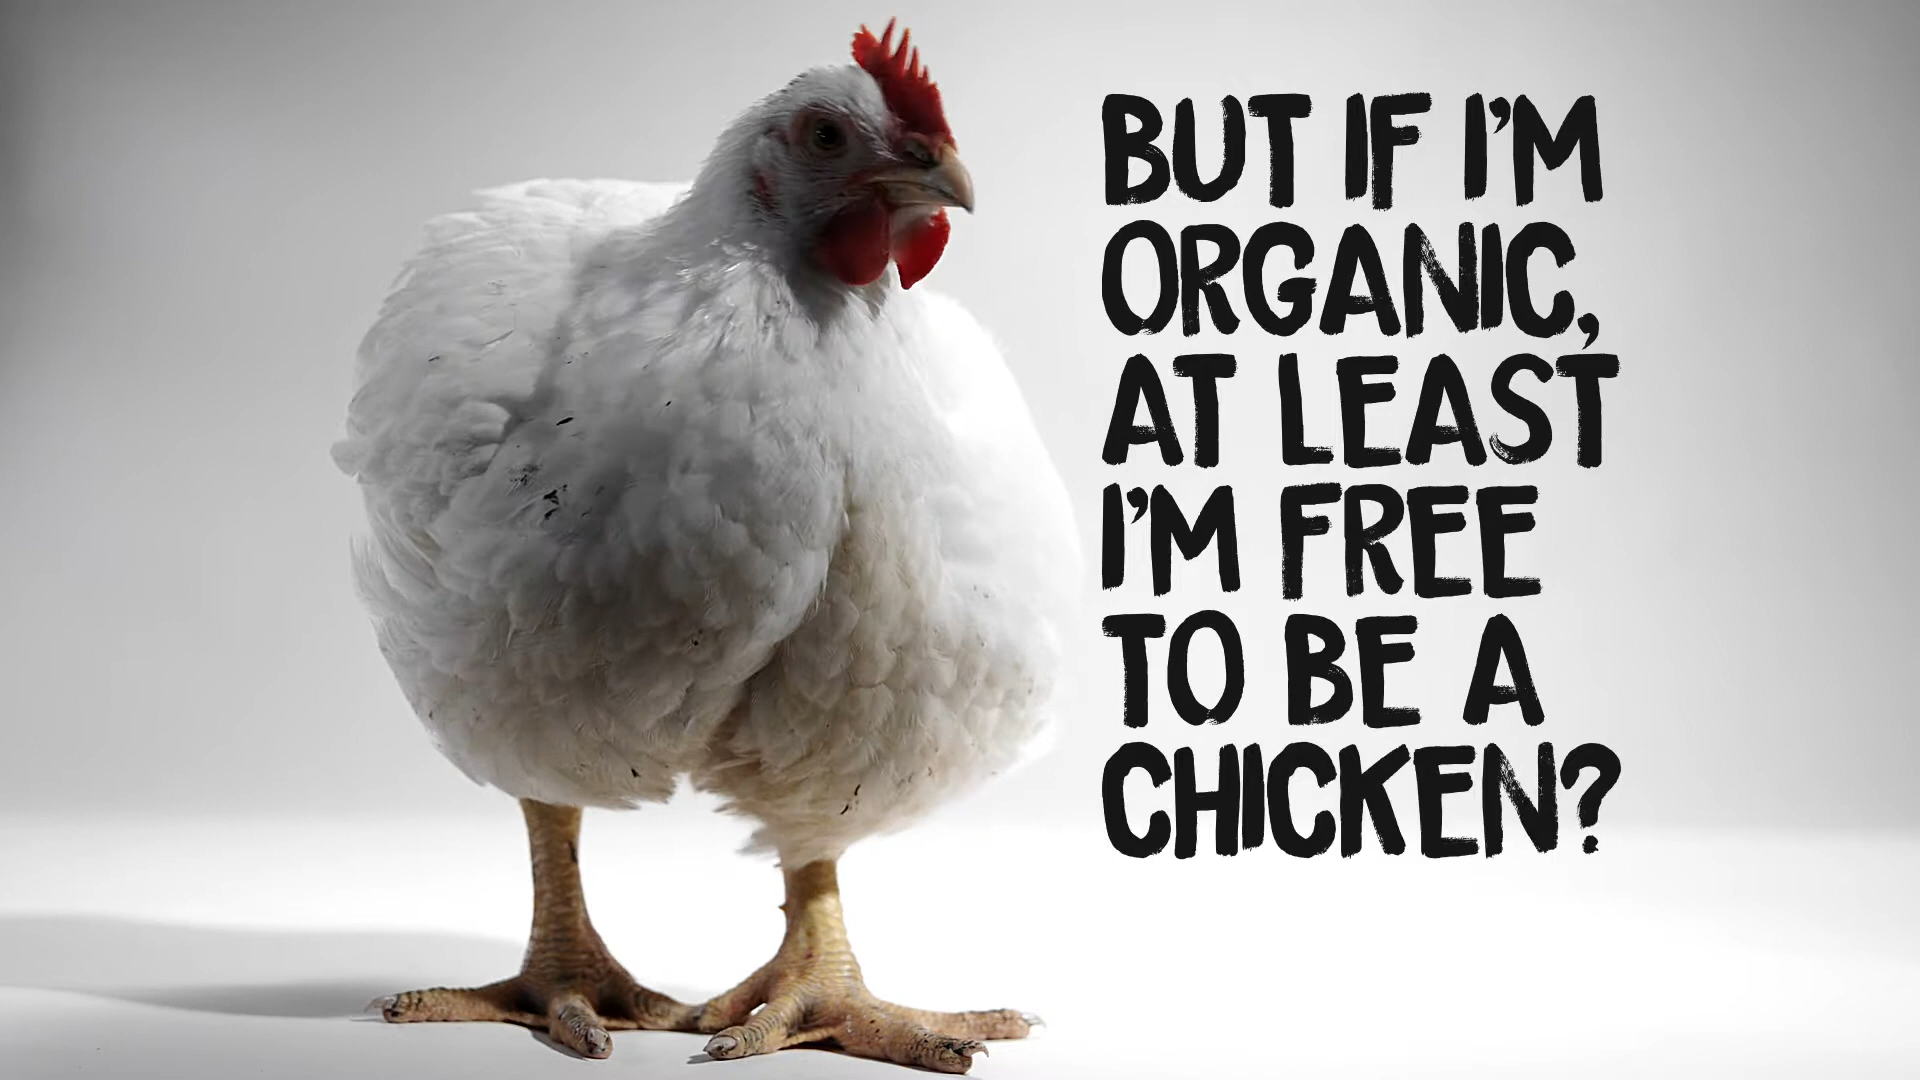 BUT IF I'M
ORGANIC,
AT LEAST
I'M FREE
TO BE A
CHICKEN?